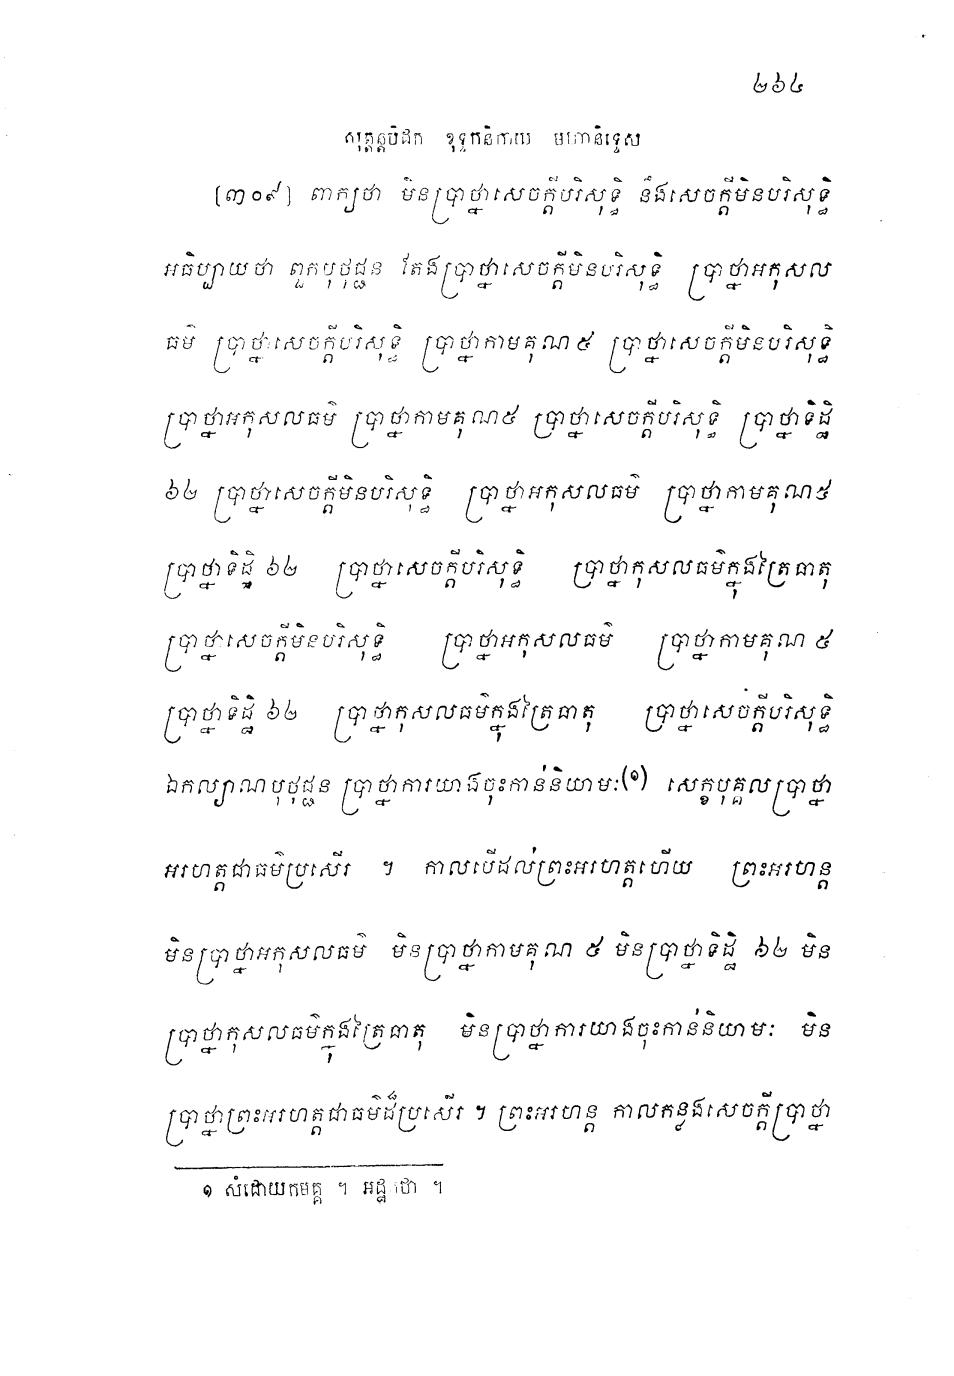 ២៦៤
សុត្តន្តបិដក ខុទ្ទកនិកាយ មហានិទ្ទេស
[៣០៩] ពាក្យថា មិនប្រាថ្នាសេចក្តីបរិសុទ្ធិ នឹងសេចក្តីមិនបរិសុទ្ធិ
អធិប្បាយថា ពួកបុថុជ្ជន តែងប្រាថ្នាសេចក្តីមិនបរិសុទ្ធិ ប្រាថ្នាអកុសល
ធម៌ ប្រាថ្នាសេចក្តីបរិសុទ្ធិ ប្រាថ្នាកាមគុណ៥ ប្រាថ្នាសេចក្តីមិនបរិសុទ្ធិ
ប្រាថ្នាអកុសលធម៌ ប្រាថ្នាកាមគុណ៥ ប្រាថ្នាសេចក្តីបរិសុទ្ធិ ប្រាថ្នាទិដ្ឋិ
៦២ ប្រាថ្នាសេចក្តីមិនបរិសុទ្ធិ ប្រាថ្នាអកុសលធម៌ ប្រាថ្នាកាមគុណ៥
ប្រាថ្នាទិដ្ឋិ ៦២ ប្រាថ្នាសេចក្តីបរិសុទ្ធិ ប្រាថ្នាកុសលធម៌ក្នុងត្រៃធាតុ
ប្រាថ្នាសេចក្តីមិនបរិសុទ្ធិ ប្រាថ្នាអកុសលធម៌ ប្រាថ្នាកាមគុណ ៥
ប្រាថ្នាទិដ្ឋិ ៦២ ប្រាថ្នាកុសលធម៌ក្នុងត្រៃធាតុ ប្រាថ្នាសេចក្តីបរិសុទ្ធិ
ឯកល្យាណបុថុជ្ជន ប្រាថ្នាការយាងចុះកាន់និយាមៈ(១) សេក្ខបុគ្គលប្រាថ្នា
អរហត្តជាធម៌ប្រសើរ ។ កាលបើដល់ព្រះអរហត្តហើយ ព្រះអរហន្ត
មិនប្រាថ្នាអកុសលធម៌ មិនប្រាថ្នាកាមគុណ ៥ មិនប្រាថ្នាទិដ្ឋិ ៦២ មិន
ប្រាថ្នាកុសលធម៌ក្នុងត្រៃធាតុ មិនប្រាថ្នាការយាងចុះកាន់និយាមៈ មិន
ប្រាថ្នាព្រះអរហត្តជាធម៌ដ៏ប្រសើរ ។ ព្រះអរហន្ត កាលកន្លងសេចក្តីប្រាថ្នា
១ សំដោយកមគ្គ ។ អដ្ឋកថា ។